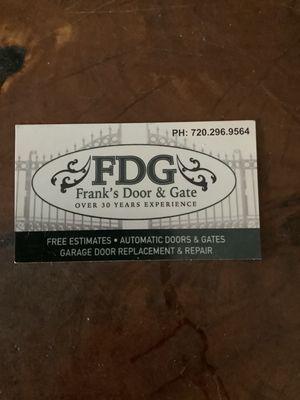 PH: 720.296.9564
FDG
Frank's Door & Gate
OVER 30 YEARS EXPERIENCE
FREE ESTIMATES • AUTOMATIC DOORS & GATES
GARAGE DOOR REPLACEMENT & REPAIR